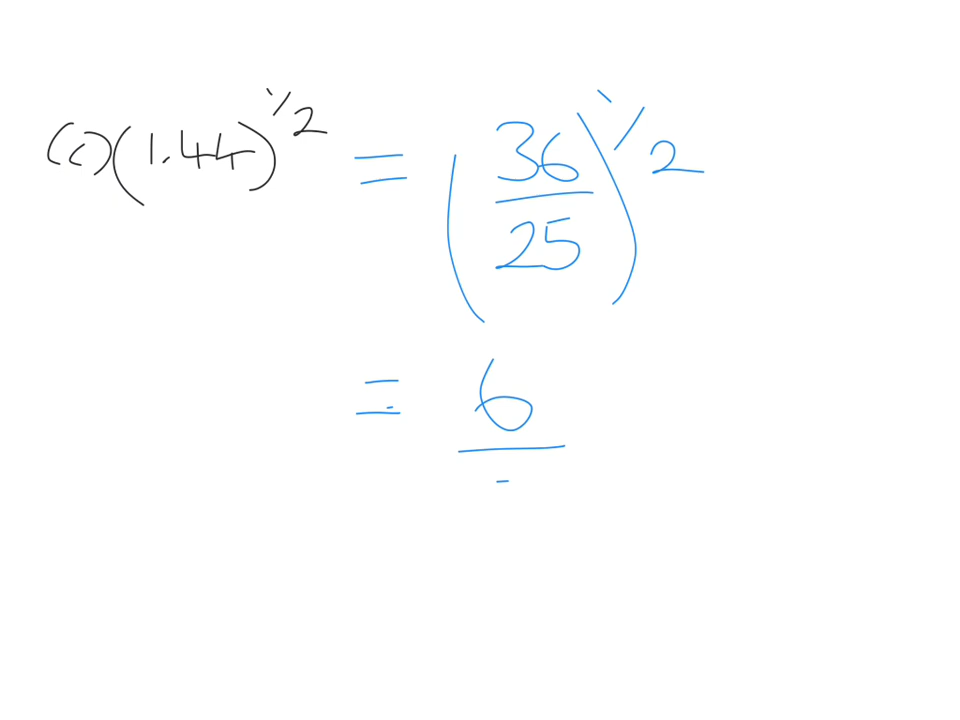 (c) (1.44)^1/2 = (36/25)^1/2
= 6/